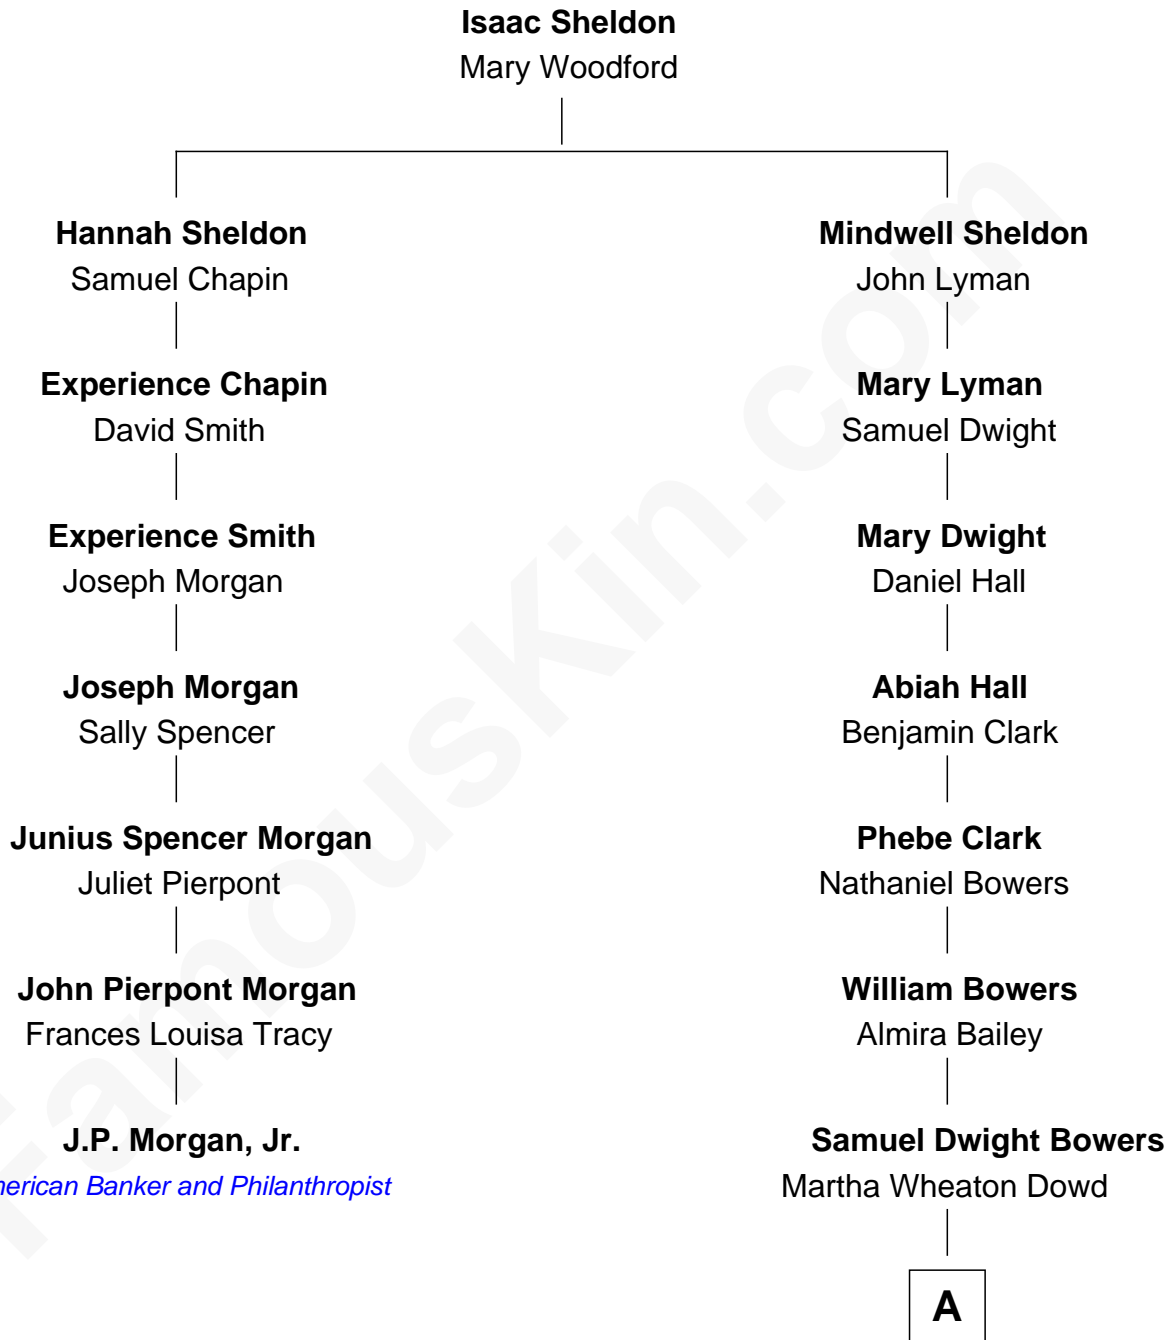 Isaac Sheldon
Mary Woodford
Hannah Sheldon
Samuel Chapin
Mindwell Sheldon
John Lyman
Experience Chapin
David Smith
Mary Lyman
Samuel Dwight
Experience Smith
Joseph Morgan
Mary Dwight
Daniel Hall
Joseph Morgan
Sally Spencer
Abiah Hall
Benjamin Clark
Junius Spencer Morgan
Juliet Pierpont
Phebe Clark
Nathaniel Bowers
John Pierpont Morgan
Frances Louisa Tracy
William Bowers
Almira Bailey
J.P. Morgan, Jr.
merican Banker and Philanthropist
Samuel Dwight Bowers
Martha Wheaton Dowd
A
FamousKin.com